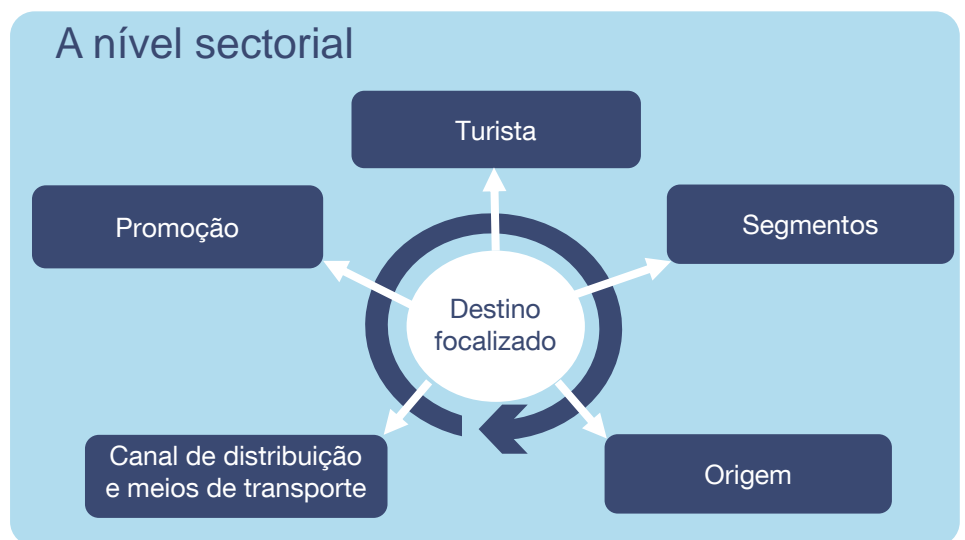 A nível sectorial
Turista
Promoção
Segmentos
Destino
focalizado
Canal de distribuição
e meios de transporte
Origem